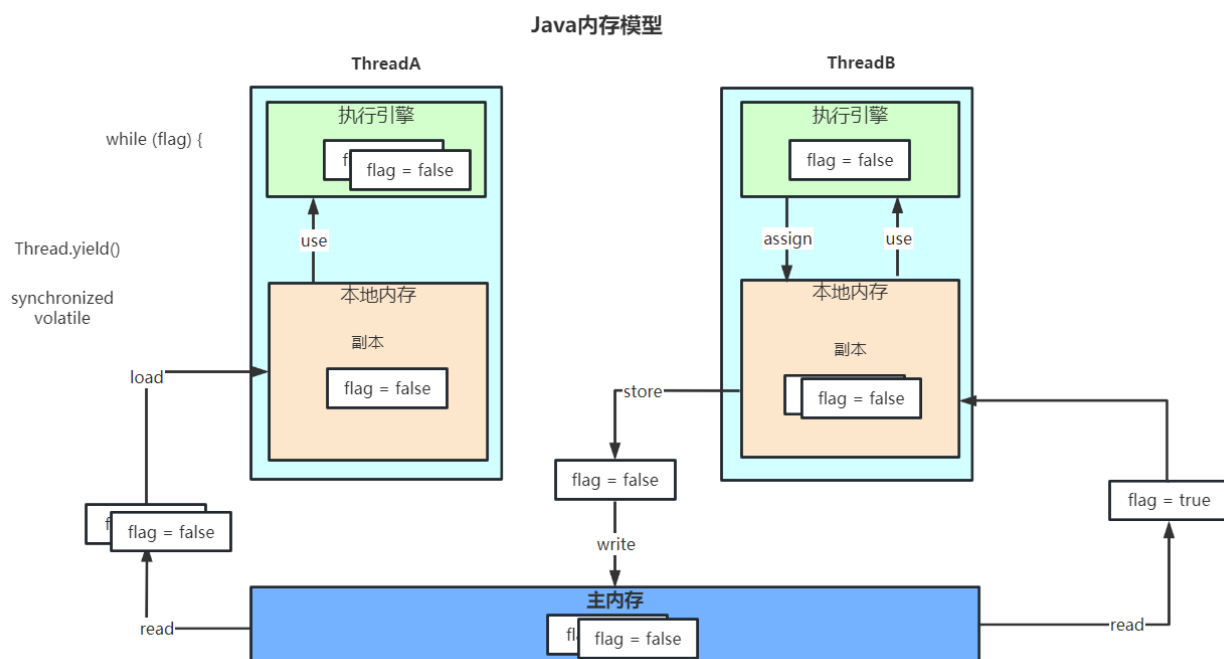 Java内存模型
ThreadA
ThreadB
执行引擎
执行引擎
while (flag) {
flag = false
flag = false
use
assign
use
Thread.yield()
synchronized
volatile
本地内存
本地内存
副本
副本
load
flag = false
store
flag = false
flag = false
flag = true
flag = false
write
主内存
read
flag = false
read